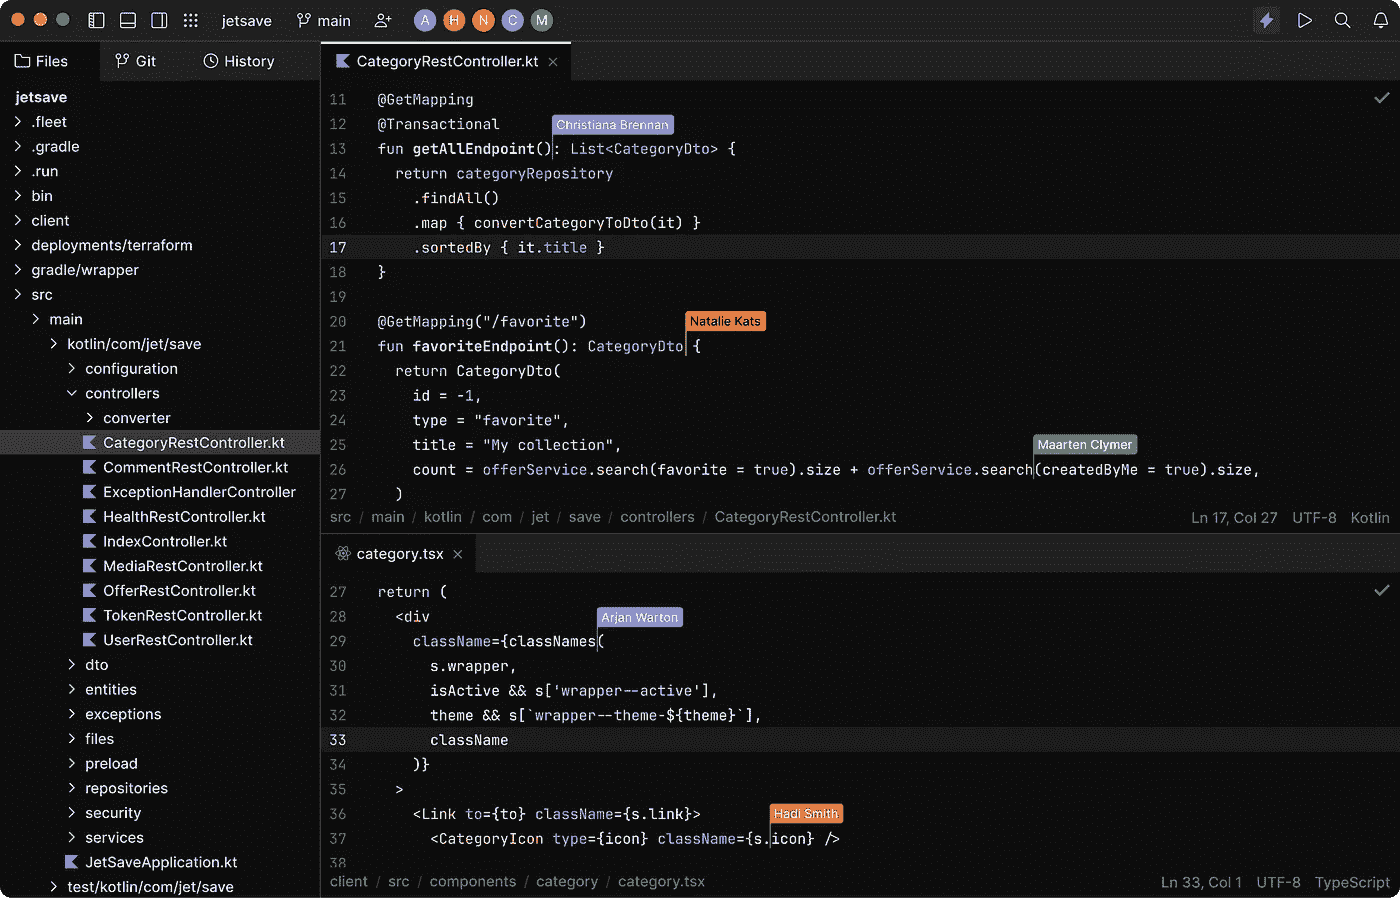 jetsave main A H N C M
Files Git History
jetsave
.fleet
.gradle
.run
bin
client
deployments/terraform
gradle/wrapper
src
main
kotlin/com/jet/save
configuration
controllers
converter
CategoryRestController.kt
CommentRestController.kt
ExceptionHandlerController
HealthRestController.kt
IndexController.kt
MediaRestController.kt
OfferRestController.kt
TokenRestController.kt
UserRestController.kt
dto
entities
exceptions
files
preload
repositories
security
services
JetSaveApplication.kt
test/kotlin/com/jet/save
CategoryRestController.kt
11 @GetMapping
12 @Transactional
Christiana Brennan
13 fun getAllEndpoint(): List<CategoryDto> {
14 return categoryRepository
15 .findAll()
16 .map { convertCategoryToDto(it) }
17 .sortedBy { it.title }
18 }
19
20 @GetMapping("/favorite")
Natalie Kats
21 fun favoriteEndpoint(): CategoryDto {
22 return CategoryDto(
23 id = -1,
24 type = "favorite",
25 title = "My collection",
Maarten Clymer
26 count = offerService.search(favorite = true).size + offerService.search(createdByMe = true).size,
27 )
src / main / kotlin / com / jet / save / controllers / CategoryRestController.kt
Ln 17, Col 27 UTF-8 Kotlin
category.tsx
27 return (
28 <div
Arjan Warton
29 className={classNames(
30 s.wrapper,
31 isActive && s['wrapper--active'],
32 theme && s[`wrapper--theme-${theme}`],
33 className
34 )}
35 >
36 <Link to={to} className={s.link}>
Hadi Smith
37 <CategoryIcon type={icon} className={s.icon} />
38
client / src / components / category / category.tsx
Ln 33, Col 1 UTF-8 TypeScript